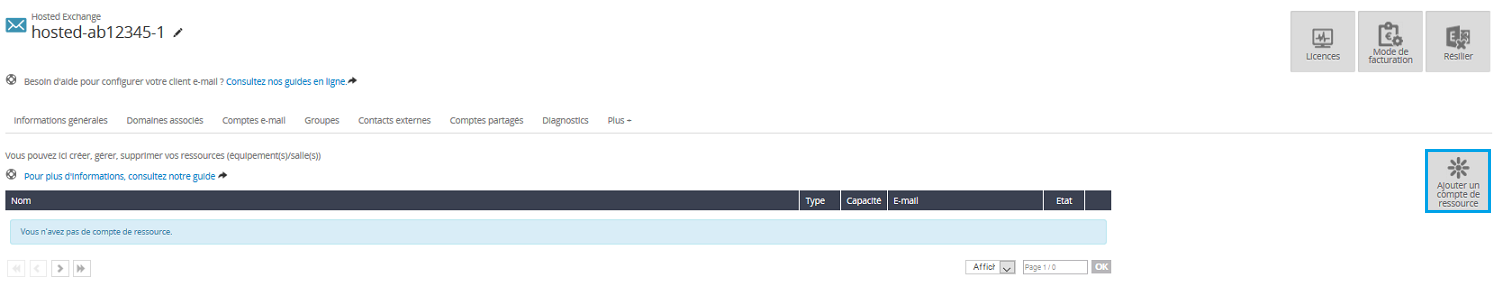 Hosted Exchange
hosted-ab12345-1
Licences
Mode de
facturation
Résilier
Besoin d'aide pour configurer votre client e-mail ? Consultez nos guides en ligne.
Informations générales Domaines associés Comptes e-mail Groupes Contacts externes Comptes partagés Diagnostics Plus
Vous pouvez ici créer, gérer, supprimer vos ressources (équipement(s)/salle(s))
Pour plus d'informations, consultez notre guide
Ajouter un
compte de
ressource
Nom Type Capacité E-mail Etat
Vous n'avez pas de compte de ressource.
Affich Page 1 / 0 OK